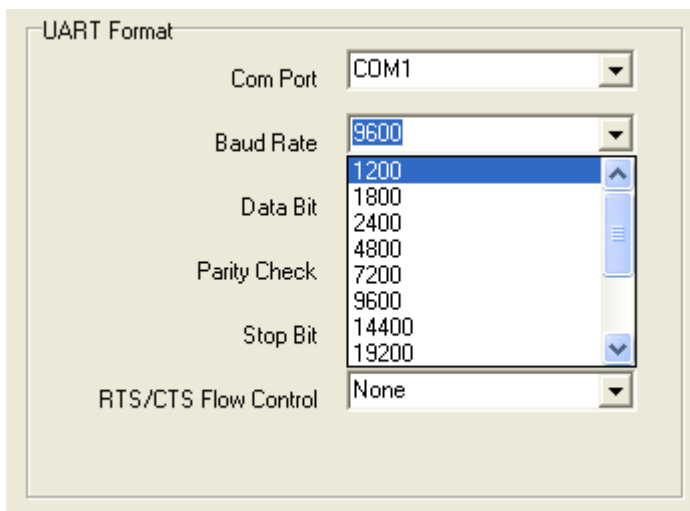 UART Format
Com Port COM1
Baud Rate 9600
1200
1800
Data Bit
2400
4800
Parity Check 7200
9600
Stop Bit 14400
19200
RTS/CTS Flow Control None